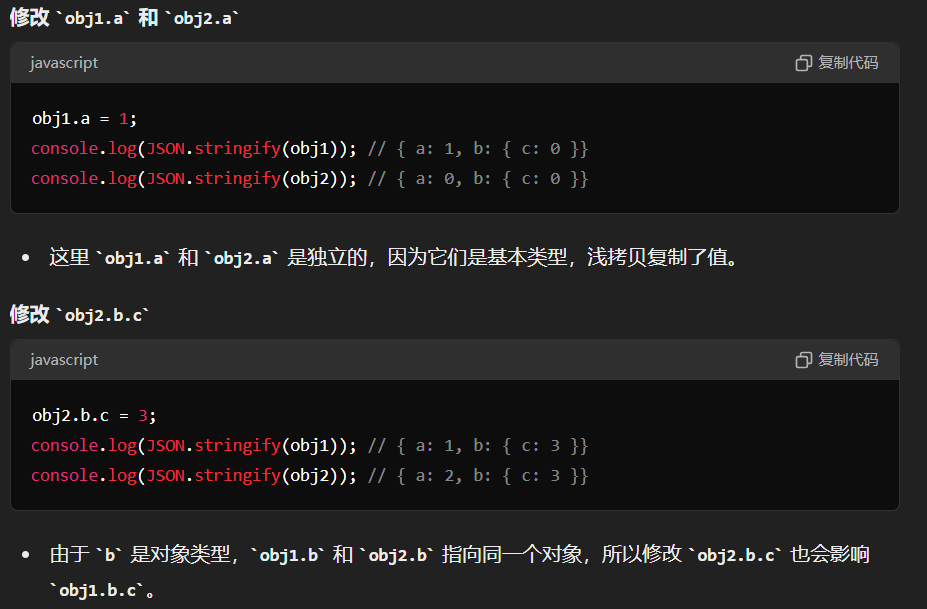 修改 `obj1.a` 和 `obj2.a`
javascript 复制代码
obj1.a = 1;
console.log(JSON.stringify(obj1)); // { a: 1, b: { c: 0 }}
console.log(JSON.stringify(obj2)); // { a: 0, b: { c: 0 }}
• 这里 `obj1.a` 和 `obj2.a` 是独立的，因为它们是基本类型，浅拷贝复制了值。
修改 `obj2.b.c`
javascript 复制代码
obj2.b.c = 3;
console.log(JSON.stringify(obj1)); // { a: 1, b: { c: 3 }}
console.log(JSON.stringify(obj2)); // { a: 2, b: { c: 3 }}
• 由于 `b` 是对象类型，`obj1.b` 和 `obj2.b` 指向同一个对象，所以修改 `obj2.b.c` 也会影响
`obj1.b.c`。